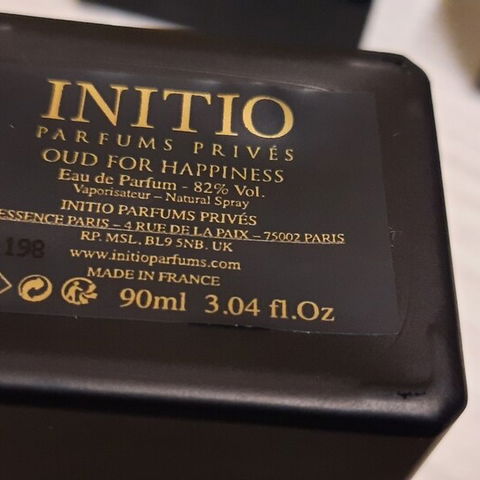 INITIO
PARFUMS PRIVÉS
OUD FOR HAPPINESS
Eau de Parfum - 82% Vol.
Vaporisateur – Natural Spray
INITIO PARFUMS PRIVÉS
ESSENCE PARIS – 4 RUE DE LA PAIX – 75002 PARIS
RP. MSL, BL9 5NB. UK
198
www.initioparfums.com
MADE IN FRANCE
90ml 3.04 fl.Oz